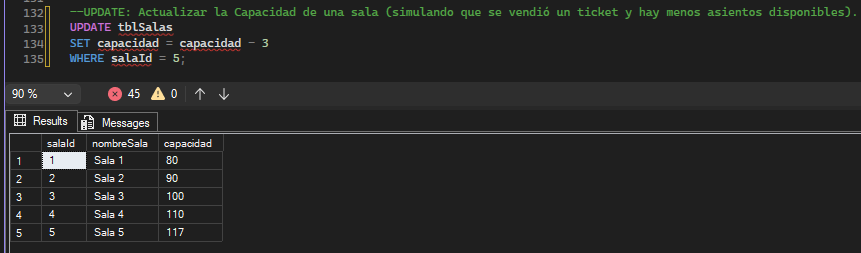 132 --UPDATE: Actualizar la Capacidad de una sala (simulando que se vendió un ticket y hay menos asientos disponibles).
133 UPDATE tblSalas
134 SET capacidad = capacidad - 3
135 WHERE salaId = 5;
90 % 45 0
Results Messages
salaId nombreSala capacidad
1 1 Sala 1 80
2 2 Sala 2 90
3 3 Sala 3 100
4 4 Sala 4 110
5 5 Sala 5 117